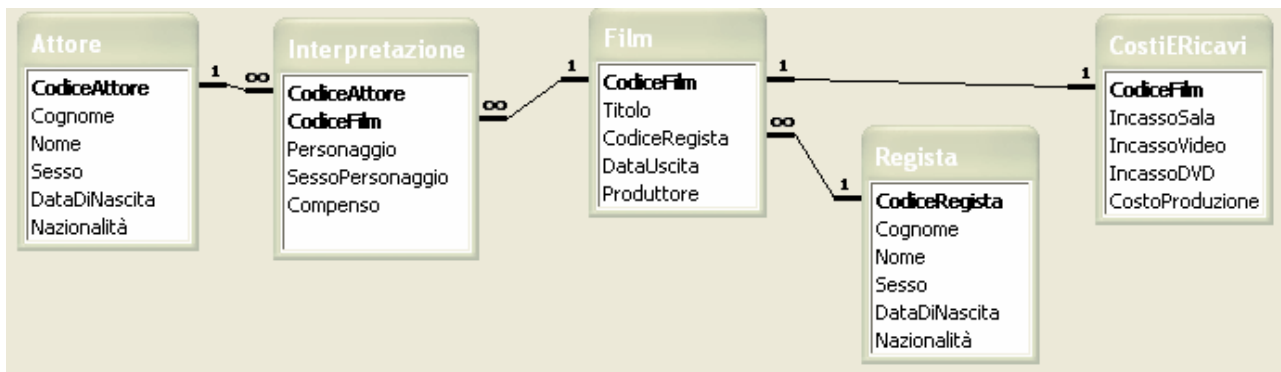 Attore
CodiceAttore
Cognome
Nome
Sesso
DataDiNascita
Nazionalità
1
∞
Interpretazione
CodiceAttore
CodiceFilm
Personaggio
SessoPersonaggio
Compenso
∞
1
Film
CodiceFilm
Titolo
CodiceRegista
DataUscita
Produttore
1
1
∞
1
Regista
CodiceRegista
Cognome
Nome
Sesso
DataDiNascita
Nazionalità
CostiERicavi
CodiceFilm
IncassoSala
IncassoVideo
IncassoDVD
CostoProduzione